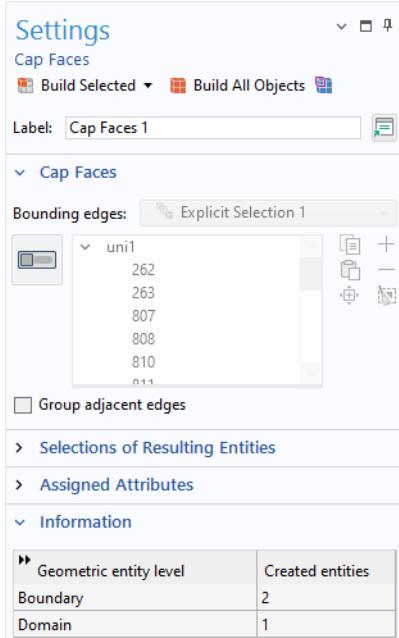 Settings
Cap Faces
Build Selected Build All Objects
Label: Cap Faces 1
Cap Faces
Bounding edges: Explicit Selection 1
uni1
262
263
807
808
810
811
Group adjacent edges
Selections of Resulting Entities
Assigned Attributes
Information
Geometric entity level Created entities
Boundary 2
Domain 1